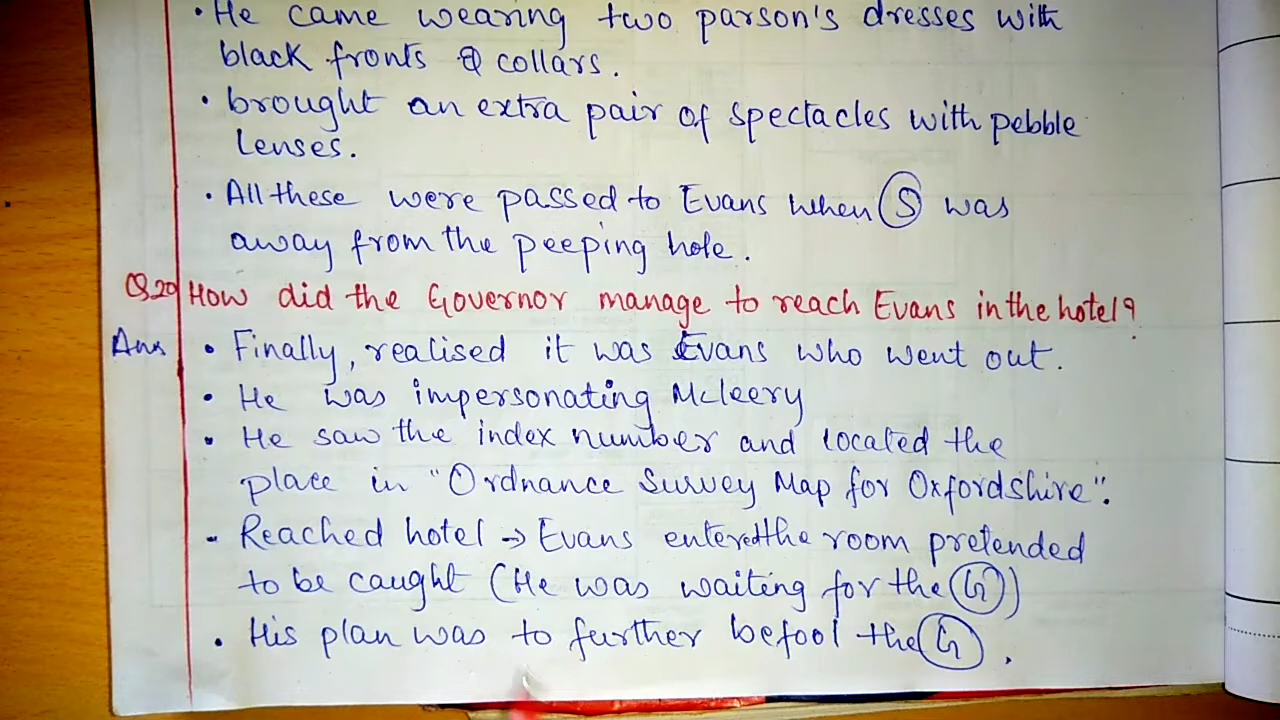 • He came wearing two parson's dresses with
black fronts & collars.
• brought an extra pair of spectacles with pebble
lenses.
• All these were passed to Evans when Ⓢ was
away from the peeping hole.
Q20 How did the Governor manage to reach Evans in the hotel?
Ans • Finally, realised it was Evans who went out.
• He was impersonating Mcleery
• He saw the index number and located the
place in "Ordnance Survey Map for Oxfordshire".
- Reached hotel → Evans entered the room pretended
to be caught (He was waiting for the Ⓖ)
• His plan was to further befool the Ⓖ.